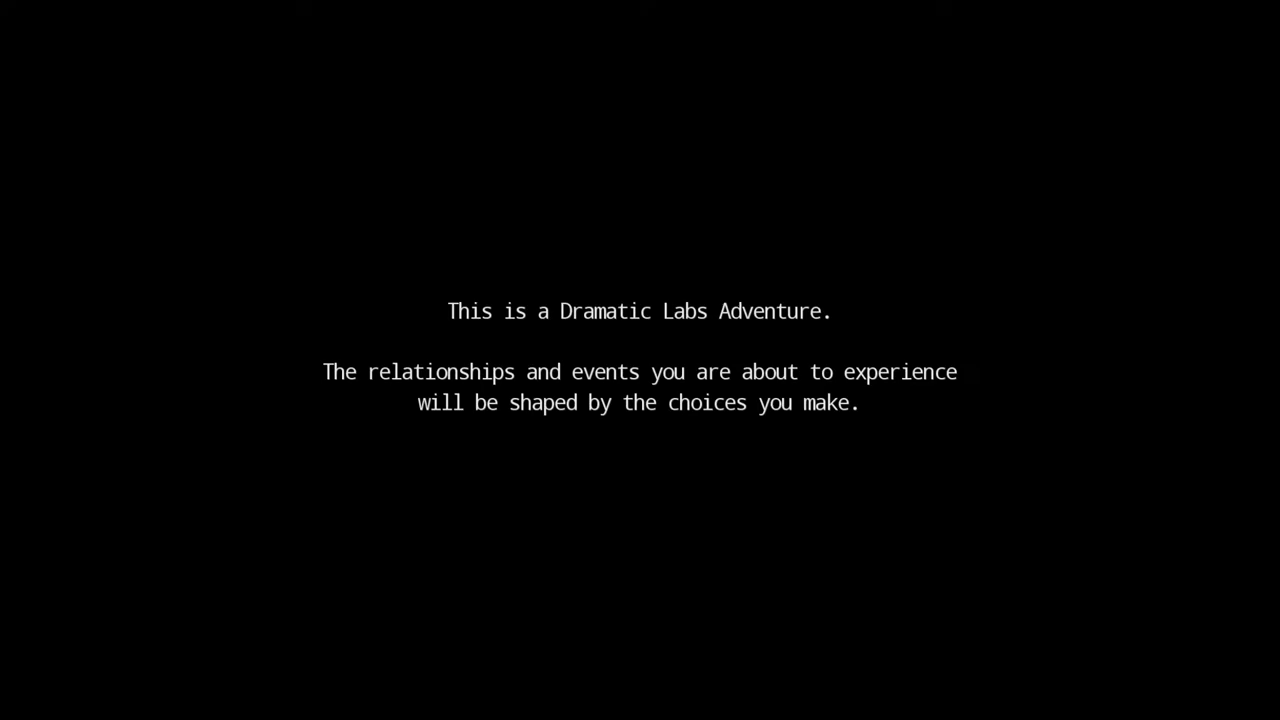 This is a Dramatic Labs Adventure.
The relationships and events you are about to experience
will be shaped by the choices you make.